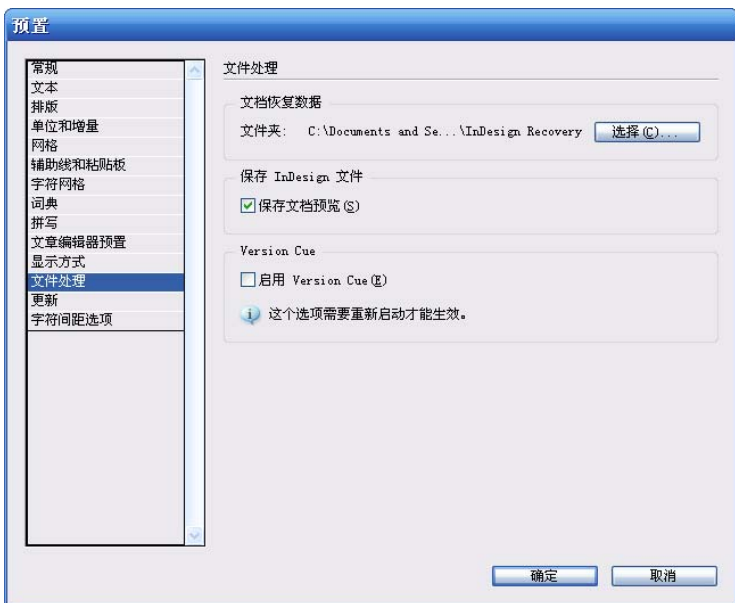 预置
常规
文本
排版
单位和增量
网格
辅助线和粘贴板
字符网格
词典
拼写
文章编辑器预置
显示方式
文件处理
更新
字符间距选项
文件处理
文档恢复数据
文件夹: C:\Documents and Se...\InDesign Recovery 选择(C)...
保存 InDesign 文件
保存文档预览(S)
Version Cue
启用 Version Cue(E)
这个选项需要重新启动才能生效。
确定 取消